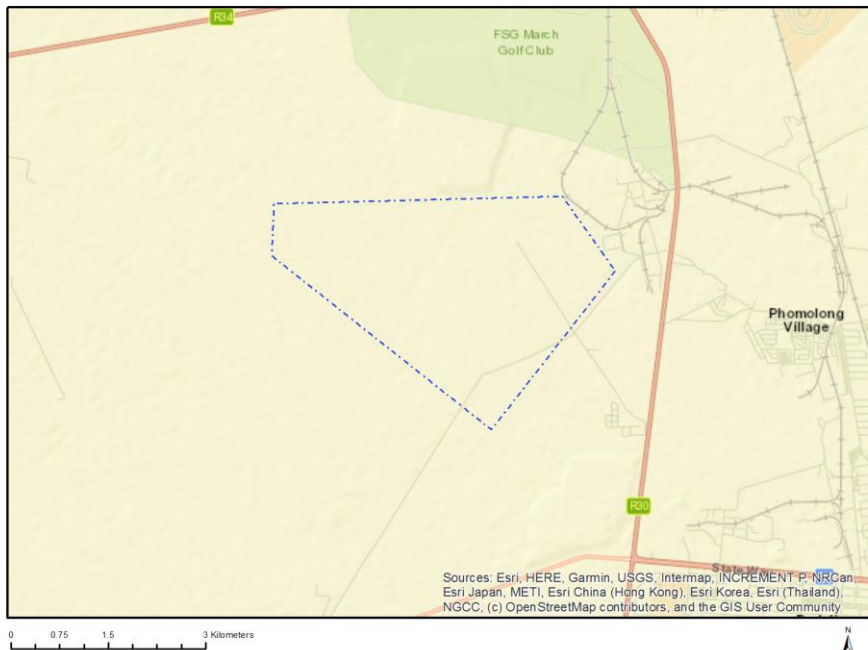 R34
FSG March
Golf Club
Phomolong
Village
R30
State Way
Sources: Esri, HERE, Garmin, USGS, Intermap, INCREMENT P, NRCan,
Esri Japan, METI, Esri China (Hong Kong), Esri Korea, Esri (Thailand),
NGCC, (c) OpenStreetMap contributors, and the GIS User Community
0 0.75 1.5 3 Kilometers
N